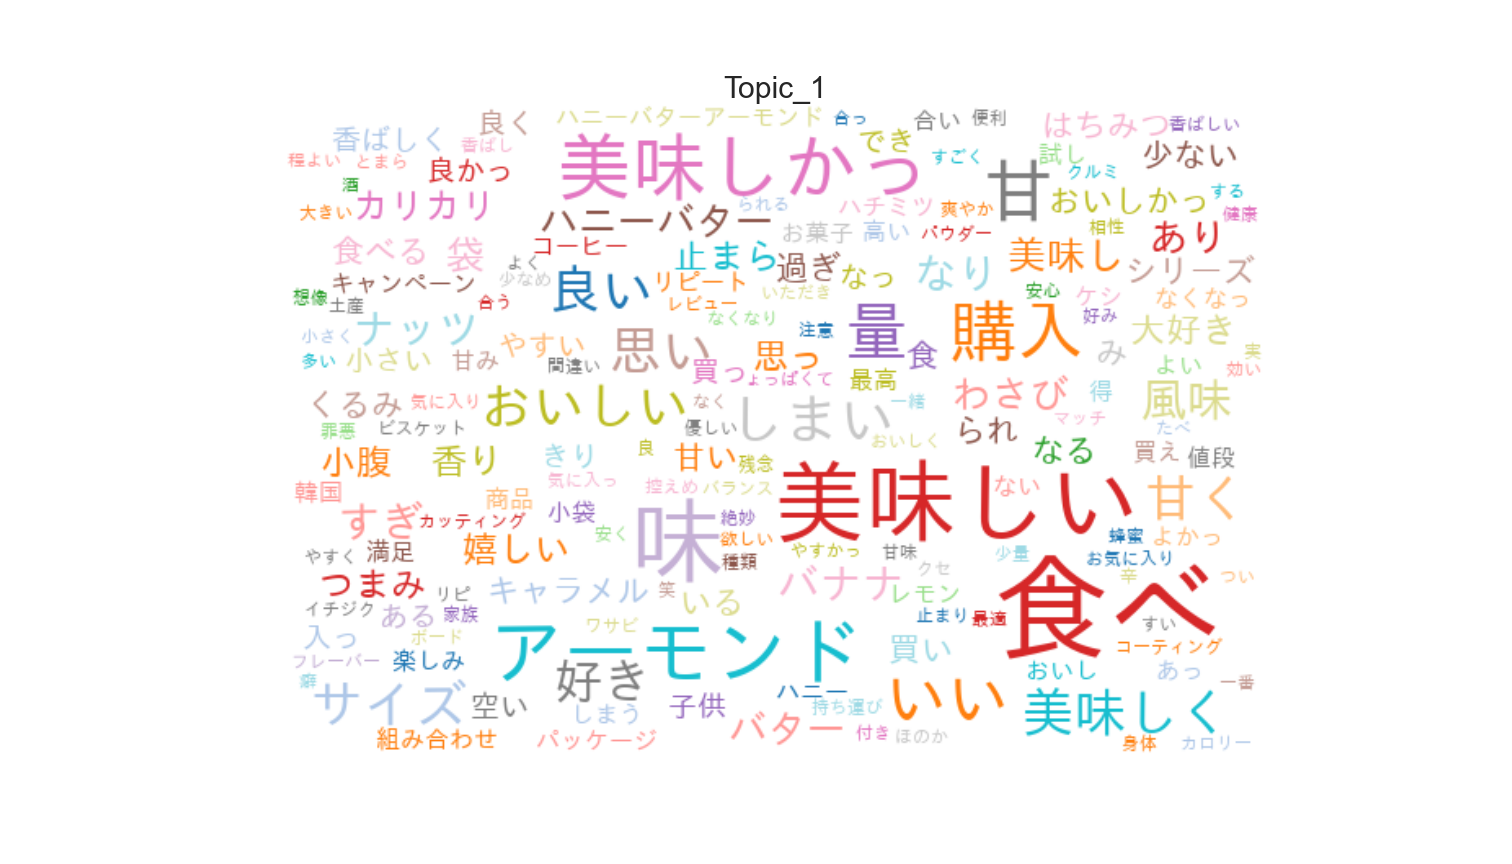 Topic_1
ハニーバターアーモンド 合っ 合い 便利
良く 香ばしく 香ばし はちみつ 香ばしい
美味しかっ でき すごく 試し 少ない
程よい とまら 良かっ クルミ
酒 カリカリ 甘 おいしかっ する
大きい ハニーバター られる ハチミツ 爽やか 相性 健康
食べる 袋 コーヒー お菓子 高い パウダー あり
よく 止まら 過ぎ なっ なり 美味し シリーズ
キャンペーン 少なめ 良い リピート いただき 安心 ケシ なくなっ
想像 土産 合う レビュー 好み
小さく ナッツ なくなり 注意 量 購入 大好き
多い 小さい 甘み やすい 間違い 思い 思っ 食 み 実
買っ ょっぱくて 最高 よい 効い
くるみ 気に入り おいしい なく しまい 一緒 わさび 得 風味
罪悪 ビスケット 優しい おいしく られ マッチ たべ
小腹 香り きり 良 甘い 残念 なる 買え 値段
韓国 商品 気に入っ 控えめ バランス 美味しい ない 甘く
すぎ カッティング 小袋 味 絶妙
やすく 満足 嬉しい 安く 欲しい 蜂蜜 よかっ
種類 やすかっ 甘味 少量 お気に入り
つまみ リピ キャラメル 笑 バナナ クセ 食べ 辛 つい
イチジク ある 家族 いる レモン 止まり 最適 すい
入っ ボード ワサビ アーモンド 買い コーティング
フレーバー 楽しみ 好き おいし あっ 一番
癖 サイズ 空い しまう 子供 ハニー 持ち運び いい 美味しく
組み合わせ パッケージ バター 付き ほのか 身体 カロリー